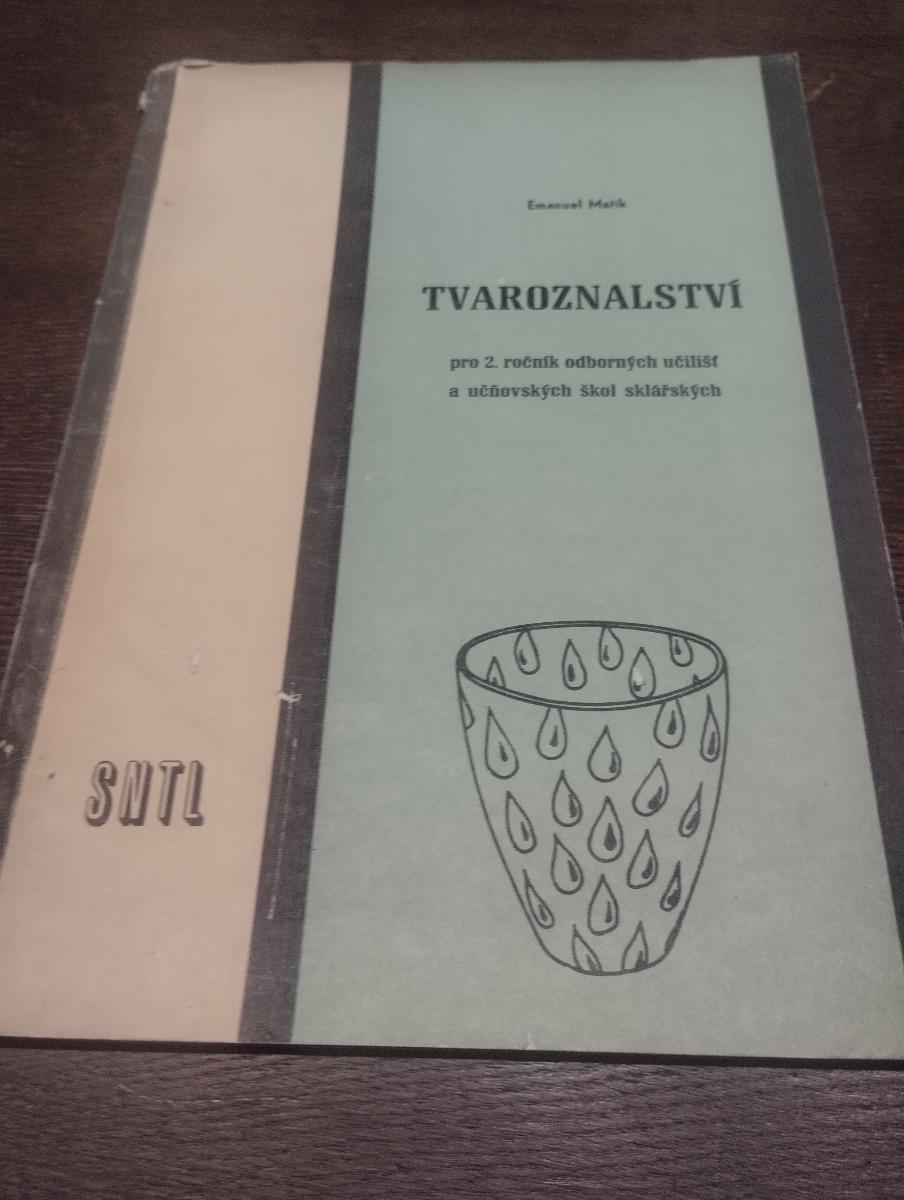 Emanuel Matík
TVAROZNALSTVÍ
pro 2. ročník odborných učilišť
a učňovských škol sklářských
SNTL